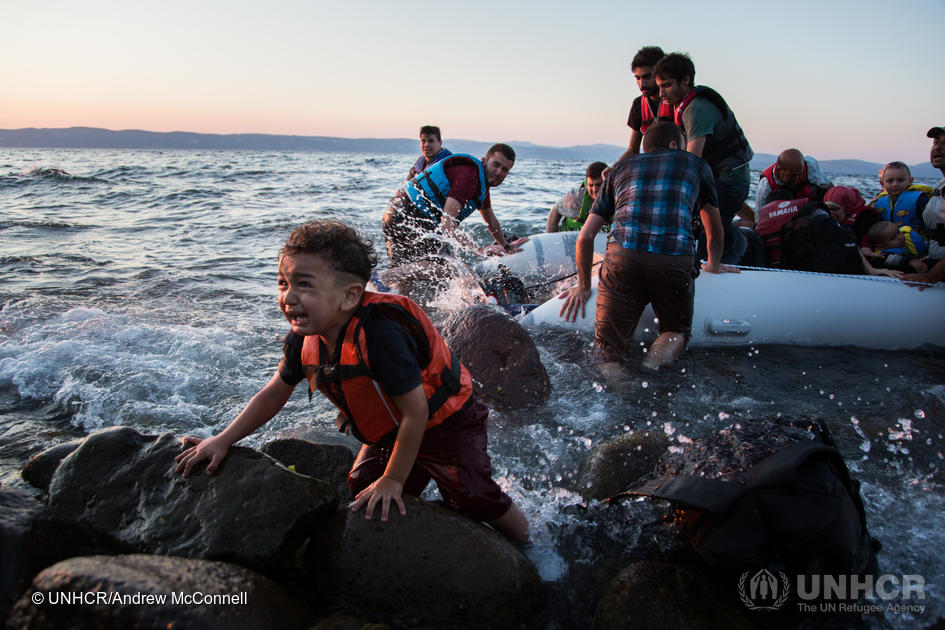 YAMAHA
© UNHCR/Andrew McConnell
UNHCR
The UN Refugee Agency